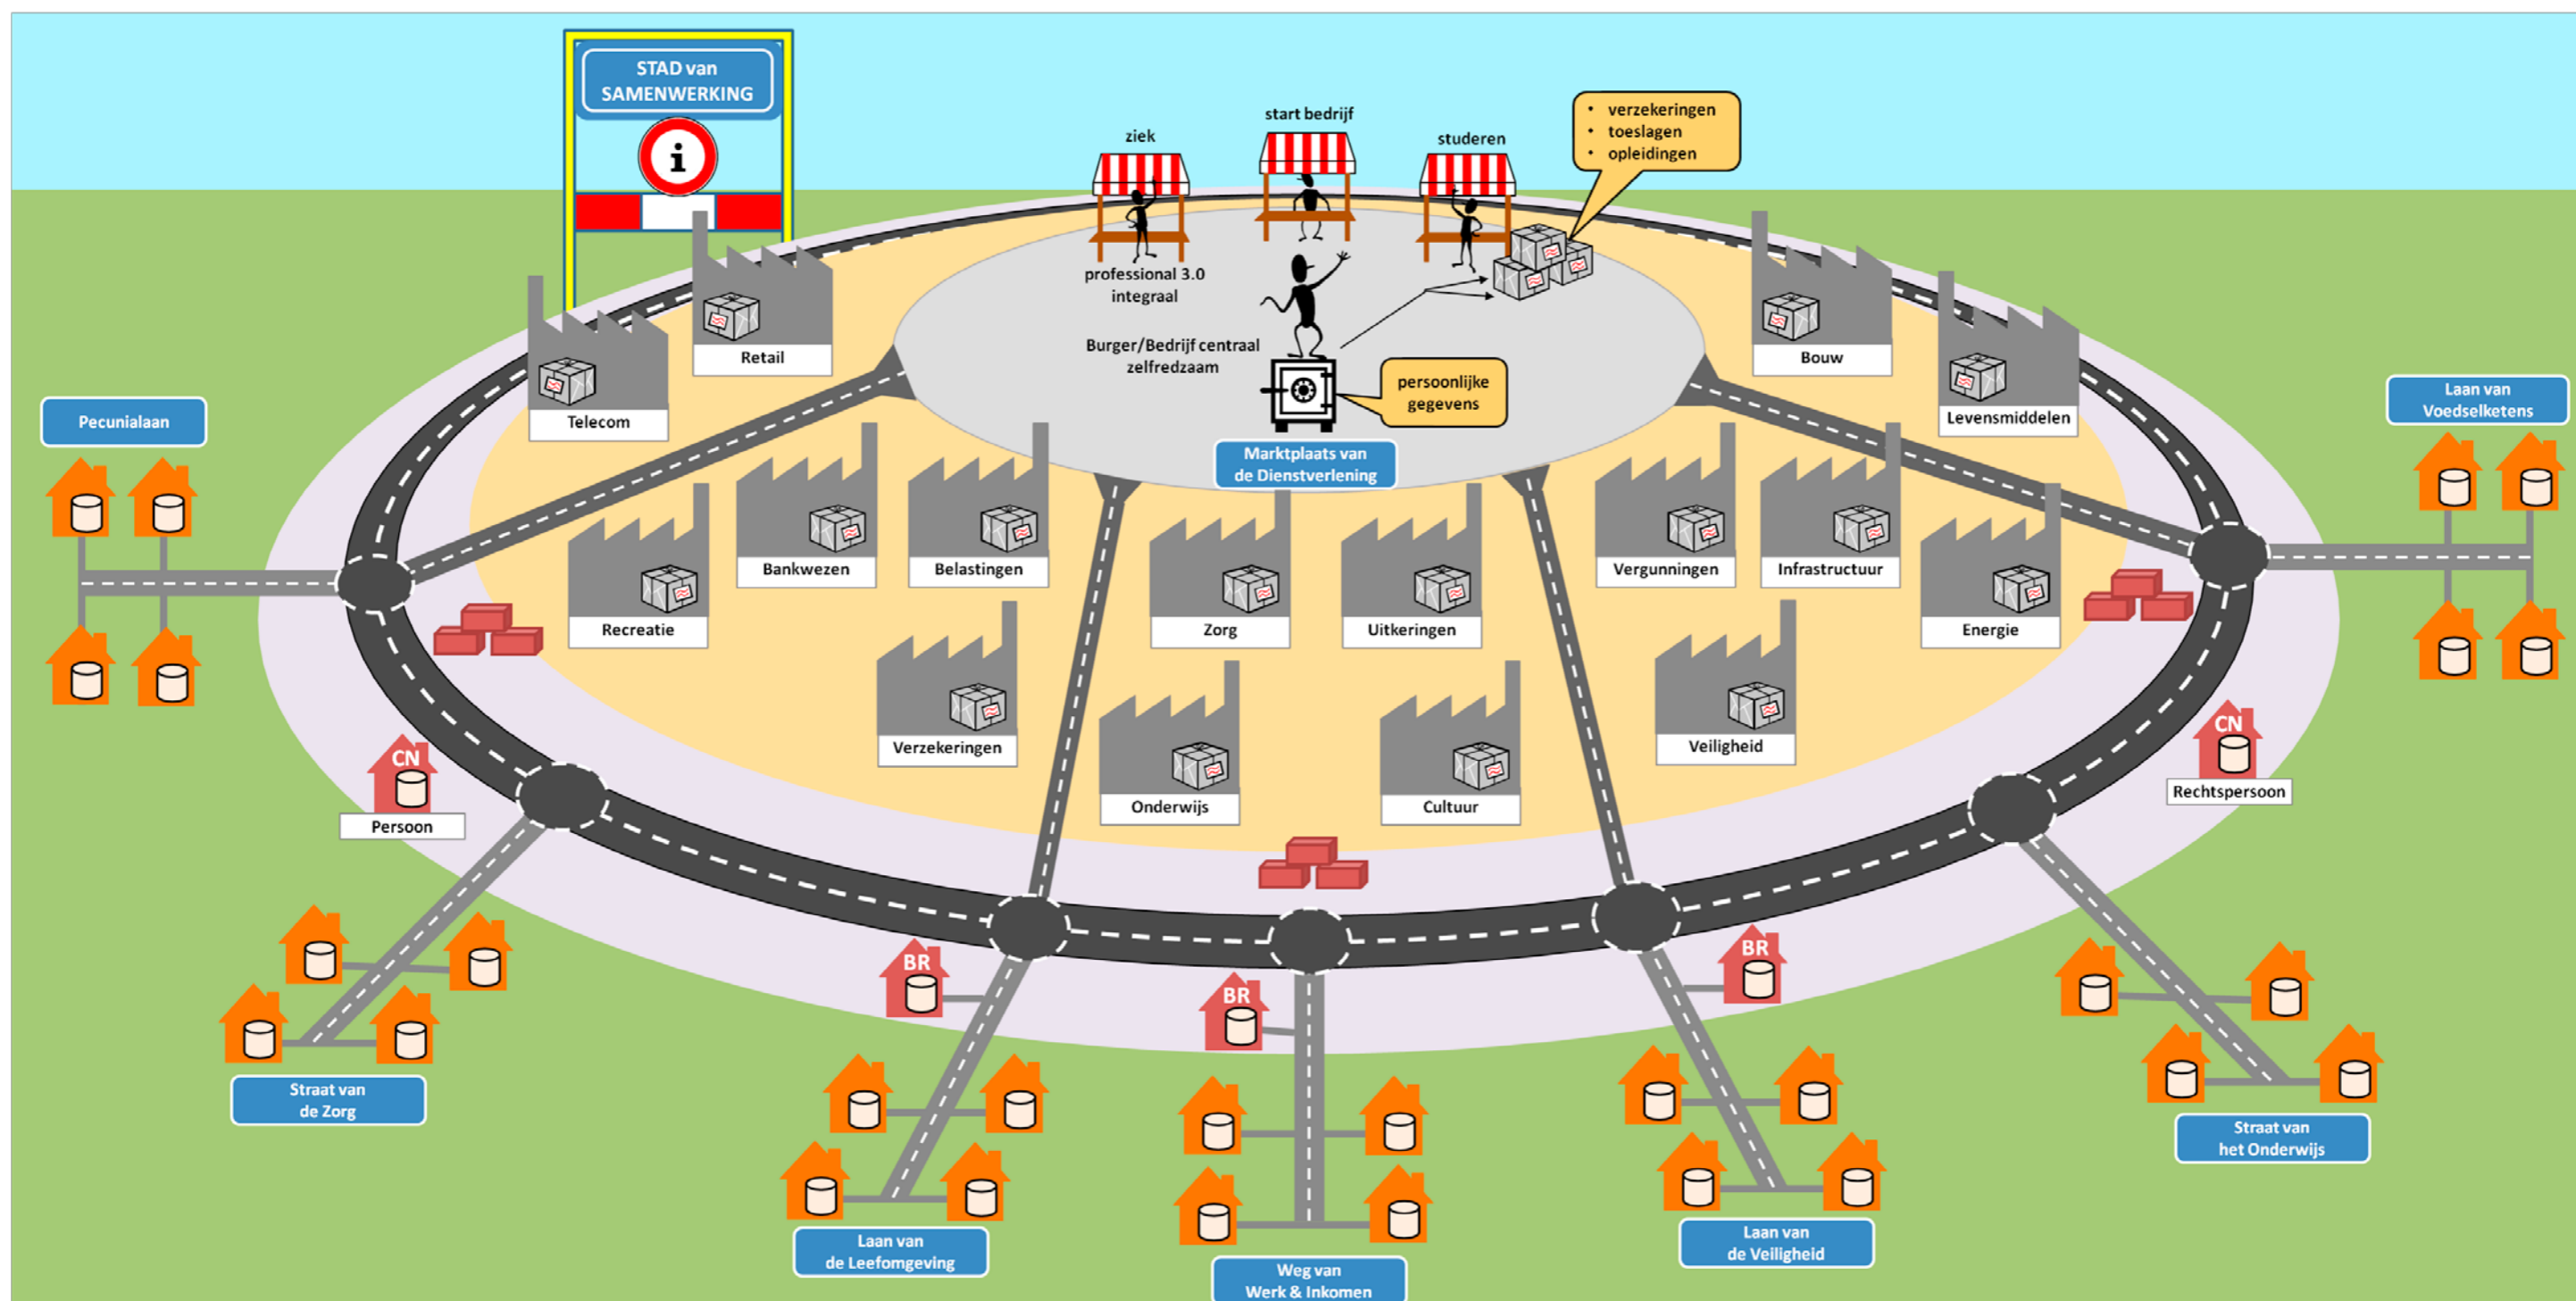 STAD van
SAMENWERKING
i
ziek
start bedrijf
studeren
• verzekeringen
• toeslagen
• opleidingen
professional 3.0
integraal
Burger/Bedrijf centraal
zelfredzaam
persoonlijke
gegevens
Marktplaats van
de Dienstverlening
Retail
Telecom
Bouw
Levensmiddelen
Pecunialaan
Laan van
Voedselketens
Recreatie
Bankwezen
Belastingen
Verzekeringen
Zorg
Uitkeringen
Onderwijs
Cultuur
Vergunningen
Infrastructuur
Energie
Veiligheid
CN
Persoon
CN
Rechtspersoon
BR
BR
BR
Straat van
de Zorg
Laan van
de Leefomgeving
Weg van
Werk & Inkomen
Laan van
de Veiligheid
Straat van
het Onderwijs